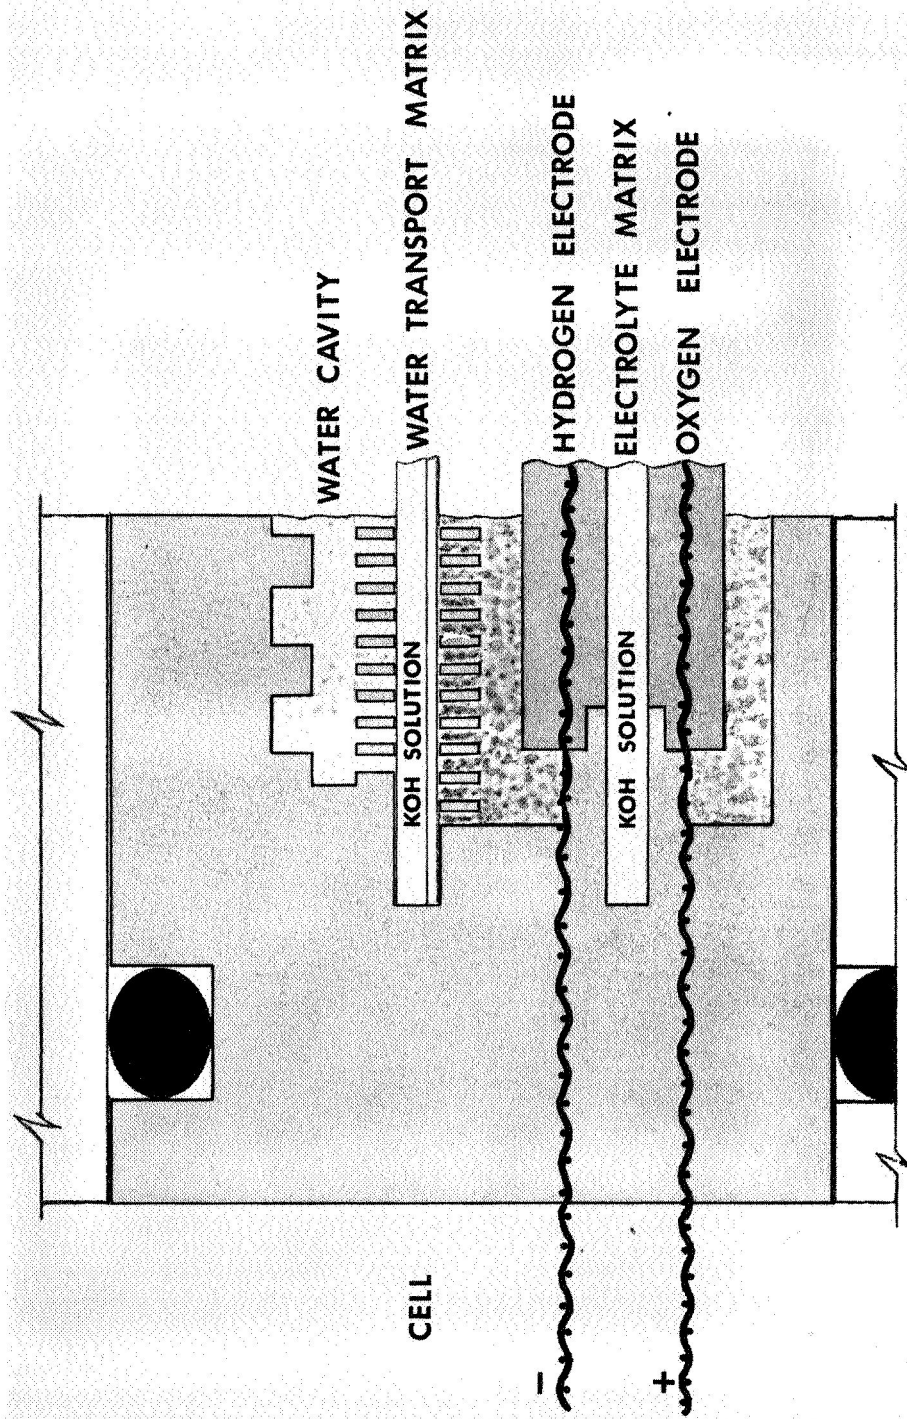 WATER CAVITY
WATER TRANSPORT MATRIX
KOH SOLUTION
HYDROGEN ELECTRODE
ELECTROLYTE MATRIX
KOH SOLUTION
OXYGEN ELECTRODE
CELL
−
+